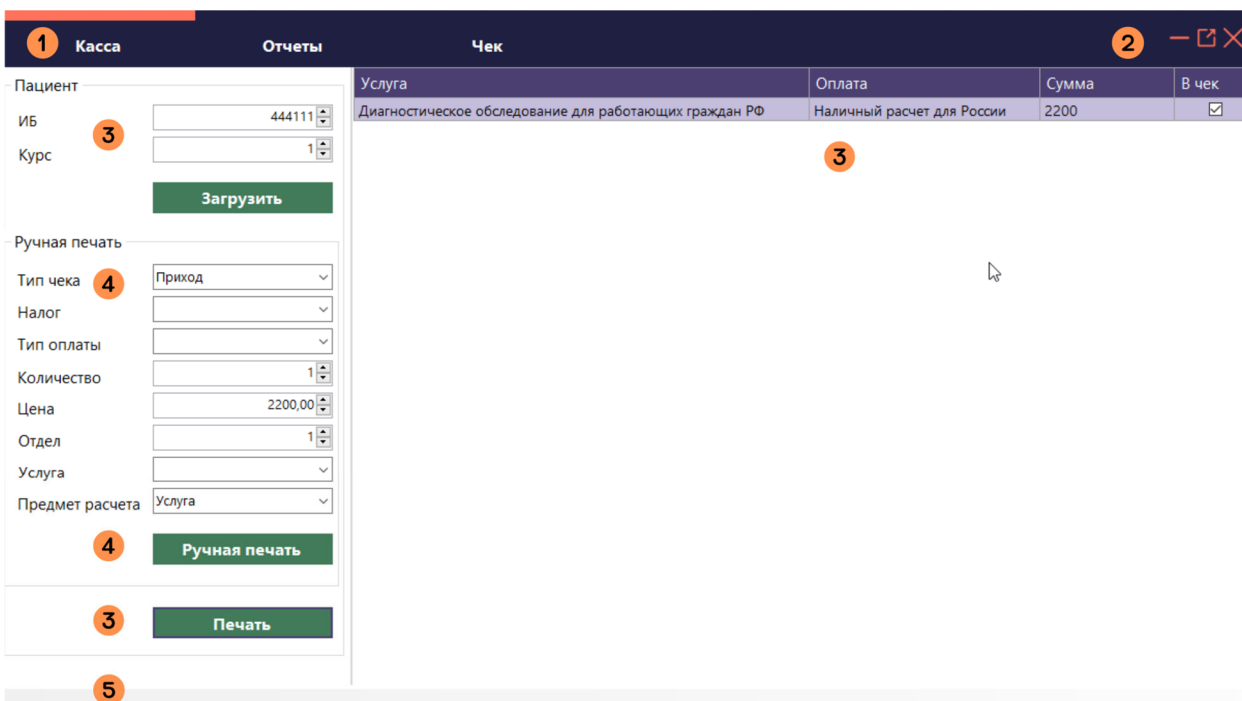 1 Касса Отчеты Чек 2
Пациент
ИБ 444111
3
Курс 1
Загрузить
Ручная печать
Тип чека 4 Приход
Налог
Тип оплаты
Количество 1
Цена 2200,00
Отдел 1
Услуга
Предмет расчета Услуга
4 Ручная печать
3 Печать
5
Услуга Оплата Сумма В чек
Диагностическое обследование для работающих граждан РФ Наличный расчет для России 2200
3